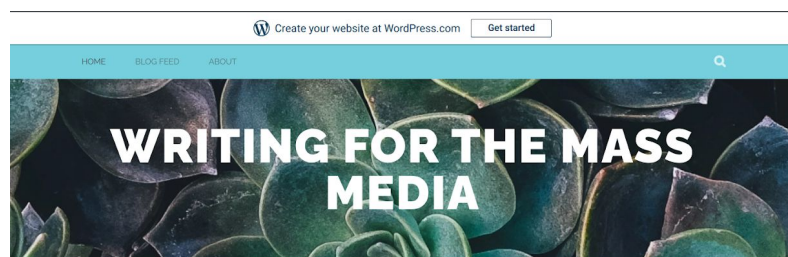 Create your website at WordPress.com
Get started
HOME
BLOG FEED
ABOUT
WRITING FOR THE MASS
MEDIA